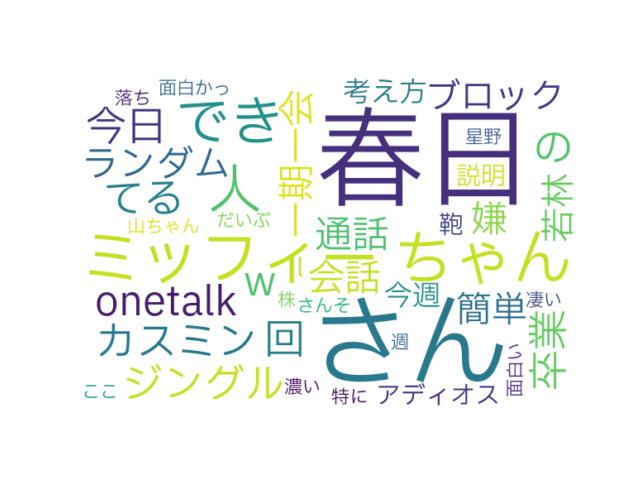 面白かっ
落ち
今日
でき
一期一会
考え方
ブロック
春日
星野
の
ランダム
てる
人
説明
若林
山ちゃん
だいぶ
通話
鞄
嫌
ミッフィー
ちゃん
w
会話
し
onetalk
株
さんそ
今週
簡単
凄い
カスミン
回
さん
週
卒業
面白い
ジングル
ここ
濃い
特に
アディオス